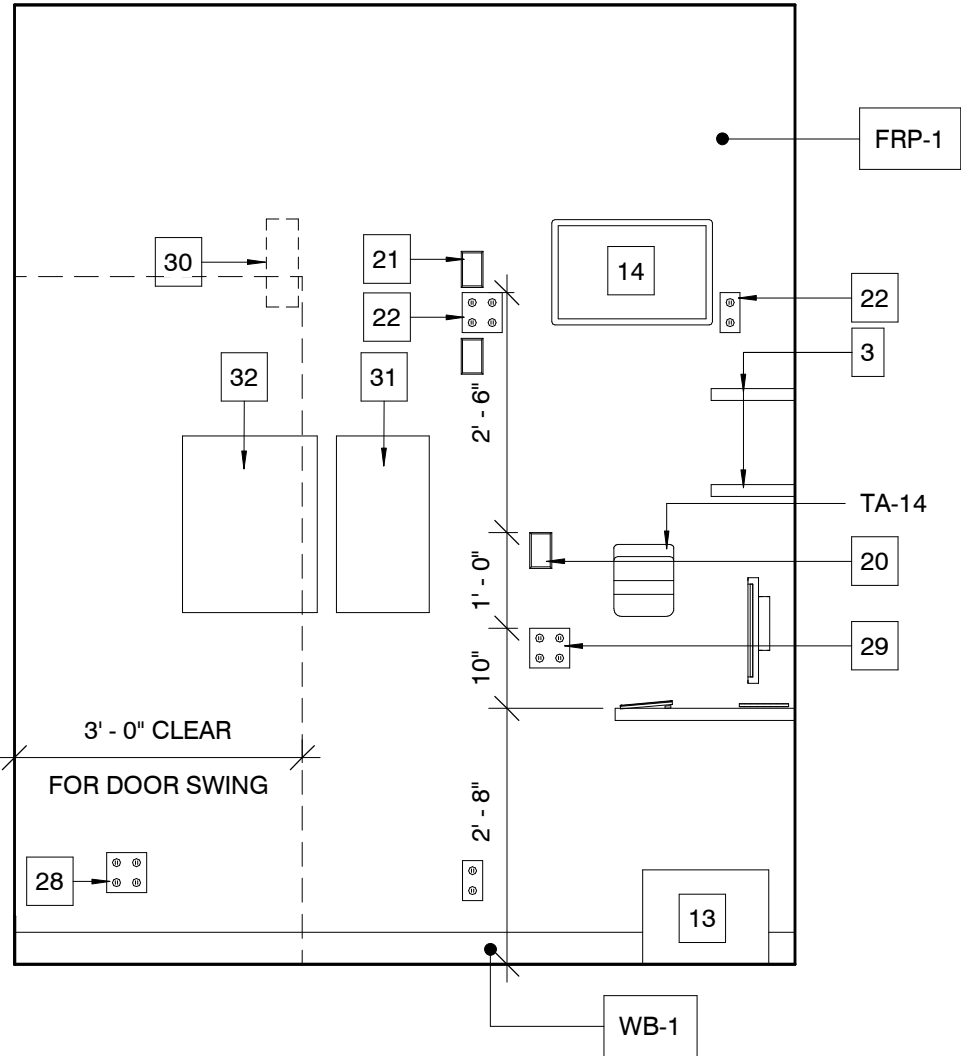 FRP-1
30
21
14
22
22
3
32
31
2' - 6"
TA-14
20
1' - 0"
29
10"
3' - 0" CLEAR
FOR DOOR SWING
2' - 8"
28
13
WB-1